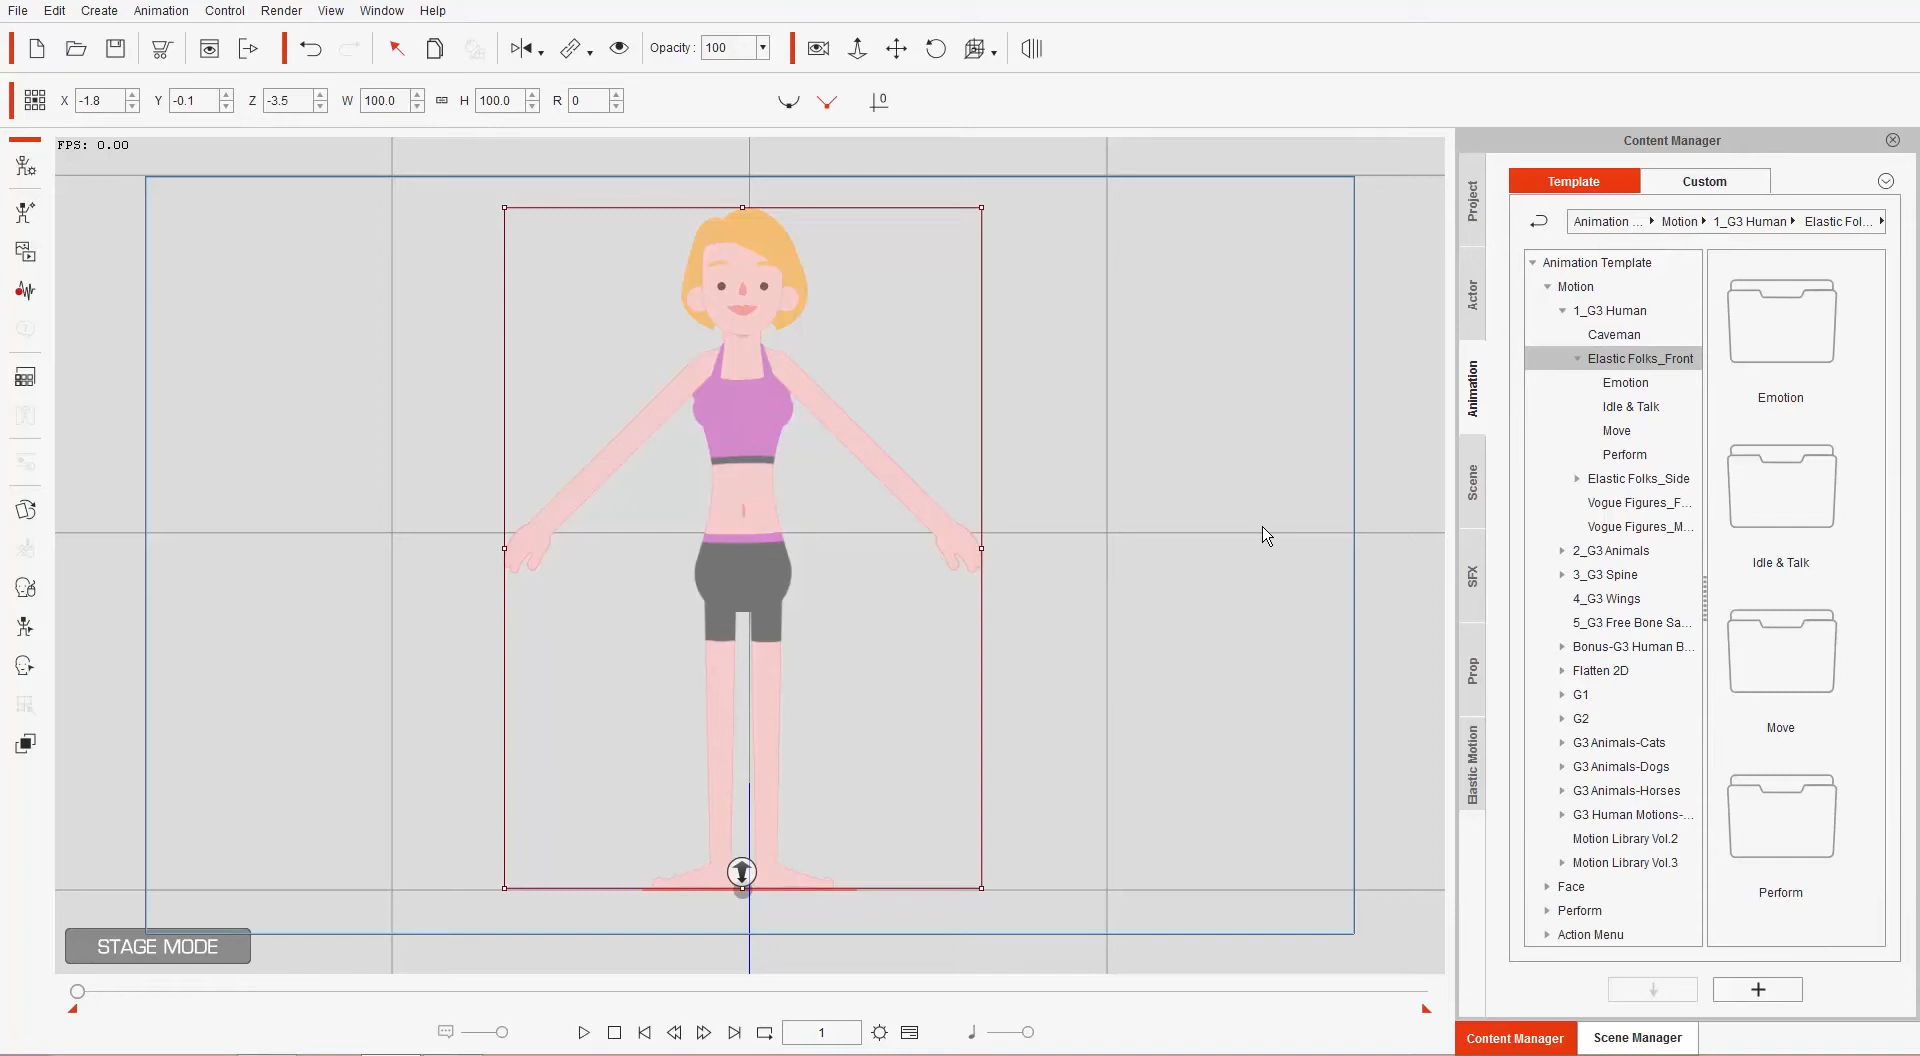 File Edit Create Animation Control Render View Window Help
Opacity : 100
X -1.8 Y -0.1 Z -3.5 W 100.0 H 100.0 R 0
0
FPS: 0.00
STAGE MODE
1
Content Manager
Project
Actor
Animation
Scene
SFX
Prop
Elastic Motion
Template Custom
Animation ... Motion 1_G3 Human Elastic Fol...
Animation Template
Motion
1_G3 Human
Caveman
Elastic Folks_Front
Emotion
Idle & Talk
Move
Perform
Elastic Folks_Side
Vogue Figures_F...
Vogue Figures_M...
2_G3 Animals
3_G3 Spine
4_G3 Wings
5_G3 Free Bone Sa...
Bonus-G3 Human B...
Flatten 2D
G1
G2
G3 Animals-Cats
G3 Animals-Dogs
G3 Animals-Horses
G3 Human Motions-...
Motion Library Vol.2
Motion Library Vol.3
Face
Perform
Action Menu
Emotion
Idle & Talk
Move
Perform
Content Manager Scene Manager